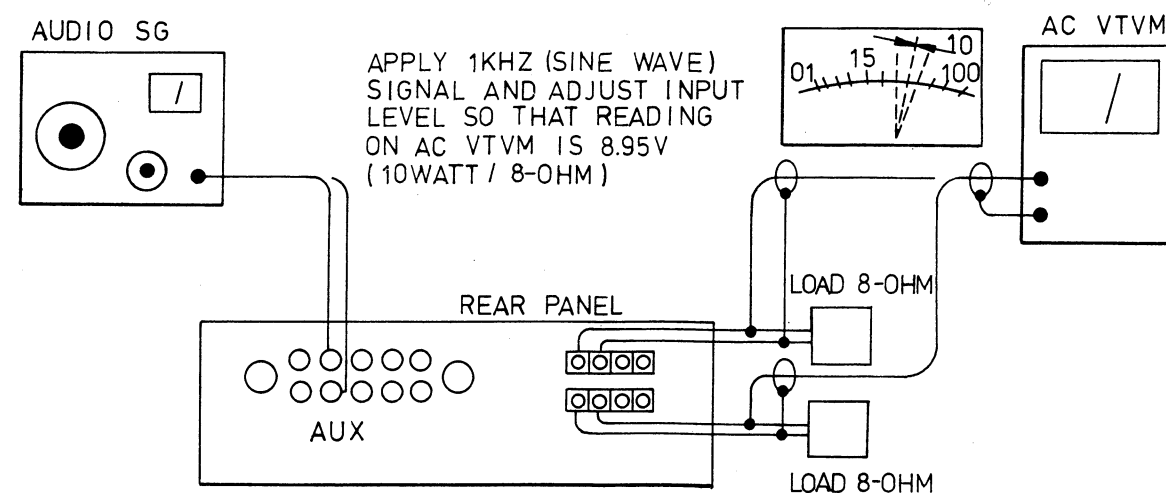 AUDIO SG
APPLY 1KHZ (SINE WAVE)
SIGNAL AND ADJUST INPUT
LEVEL SO THAT READING
ON AC VTVM IS 8.95V
(10WATT / 8-OHM)
10
01 15 100
AC VTVM
LOAD 8-OHM
REAR PANEL
AUX
LOAD 8-OHM